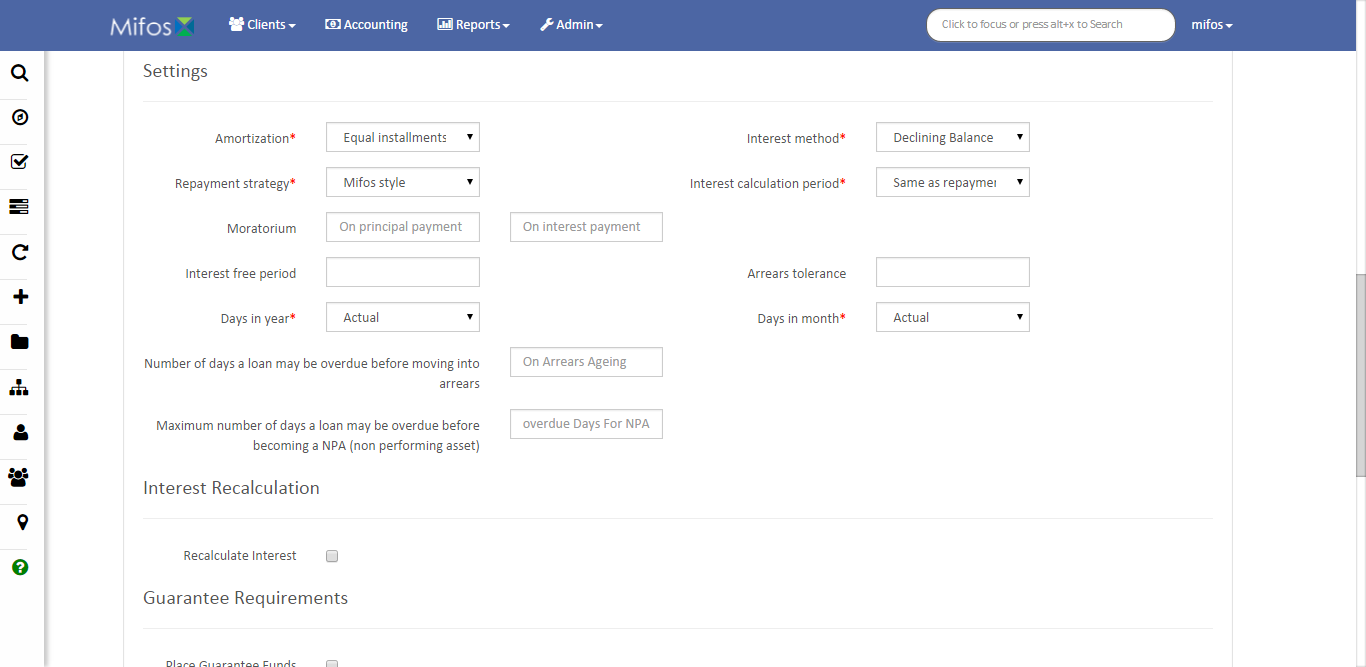 Mifos Clients Accounting Reports Admin Click to focus or press alt+x to Search mifos
Settings
Amortization* Equal installments Interest method* Declining Balance
Repayment strategy* Mifos style Interest calculation period* Same as repaymen
Moratorium On principal payment On interest payment
Interest free period Arrears tolerance
Days in year* Actual Days in month* Actual
Number of days a loan may be overdue before moving into On Arrears Ageing
arrears
Maximum number of days a loan may be overdue before overdue Days For NPA
becoming a NPA (non performing asset)
Interest Recalculation
Recalculate Interest
Guarantee Requirements
Place Guarantee Funds